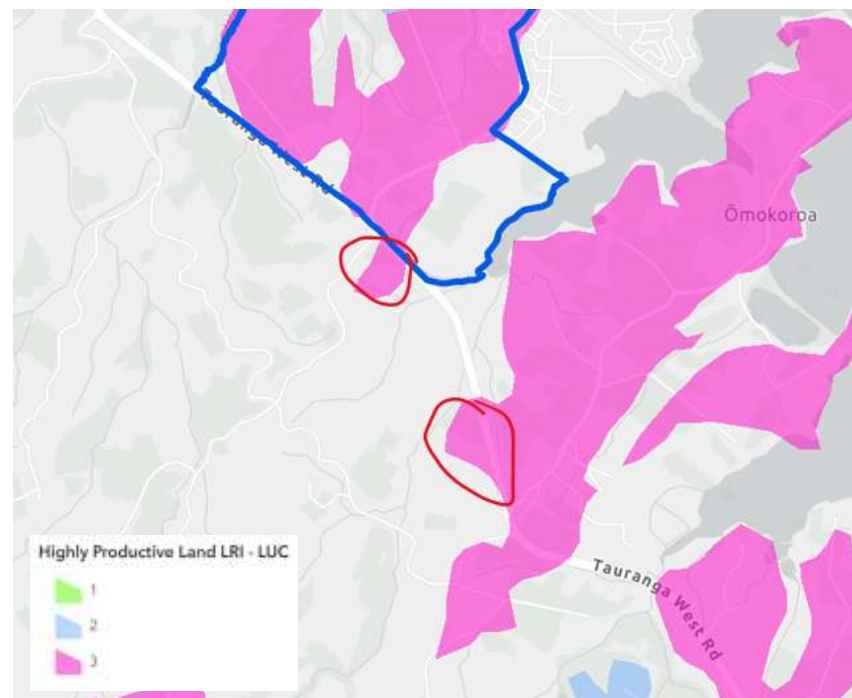 Tauranga West Rd
Ōmokoroa
Tauranga West Rd
Highly Productive Land LRI - LUC
1
2
3